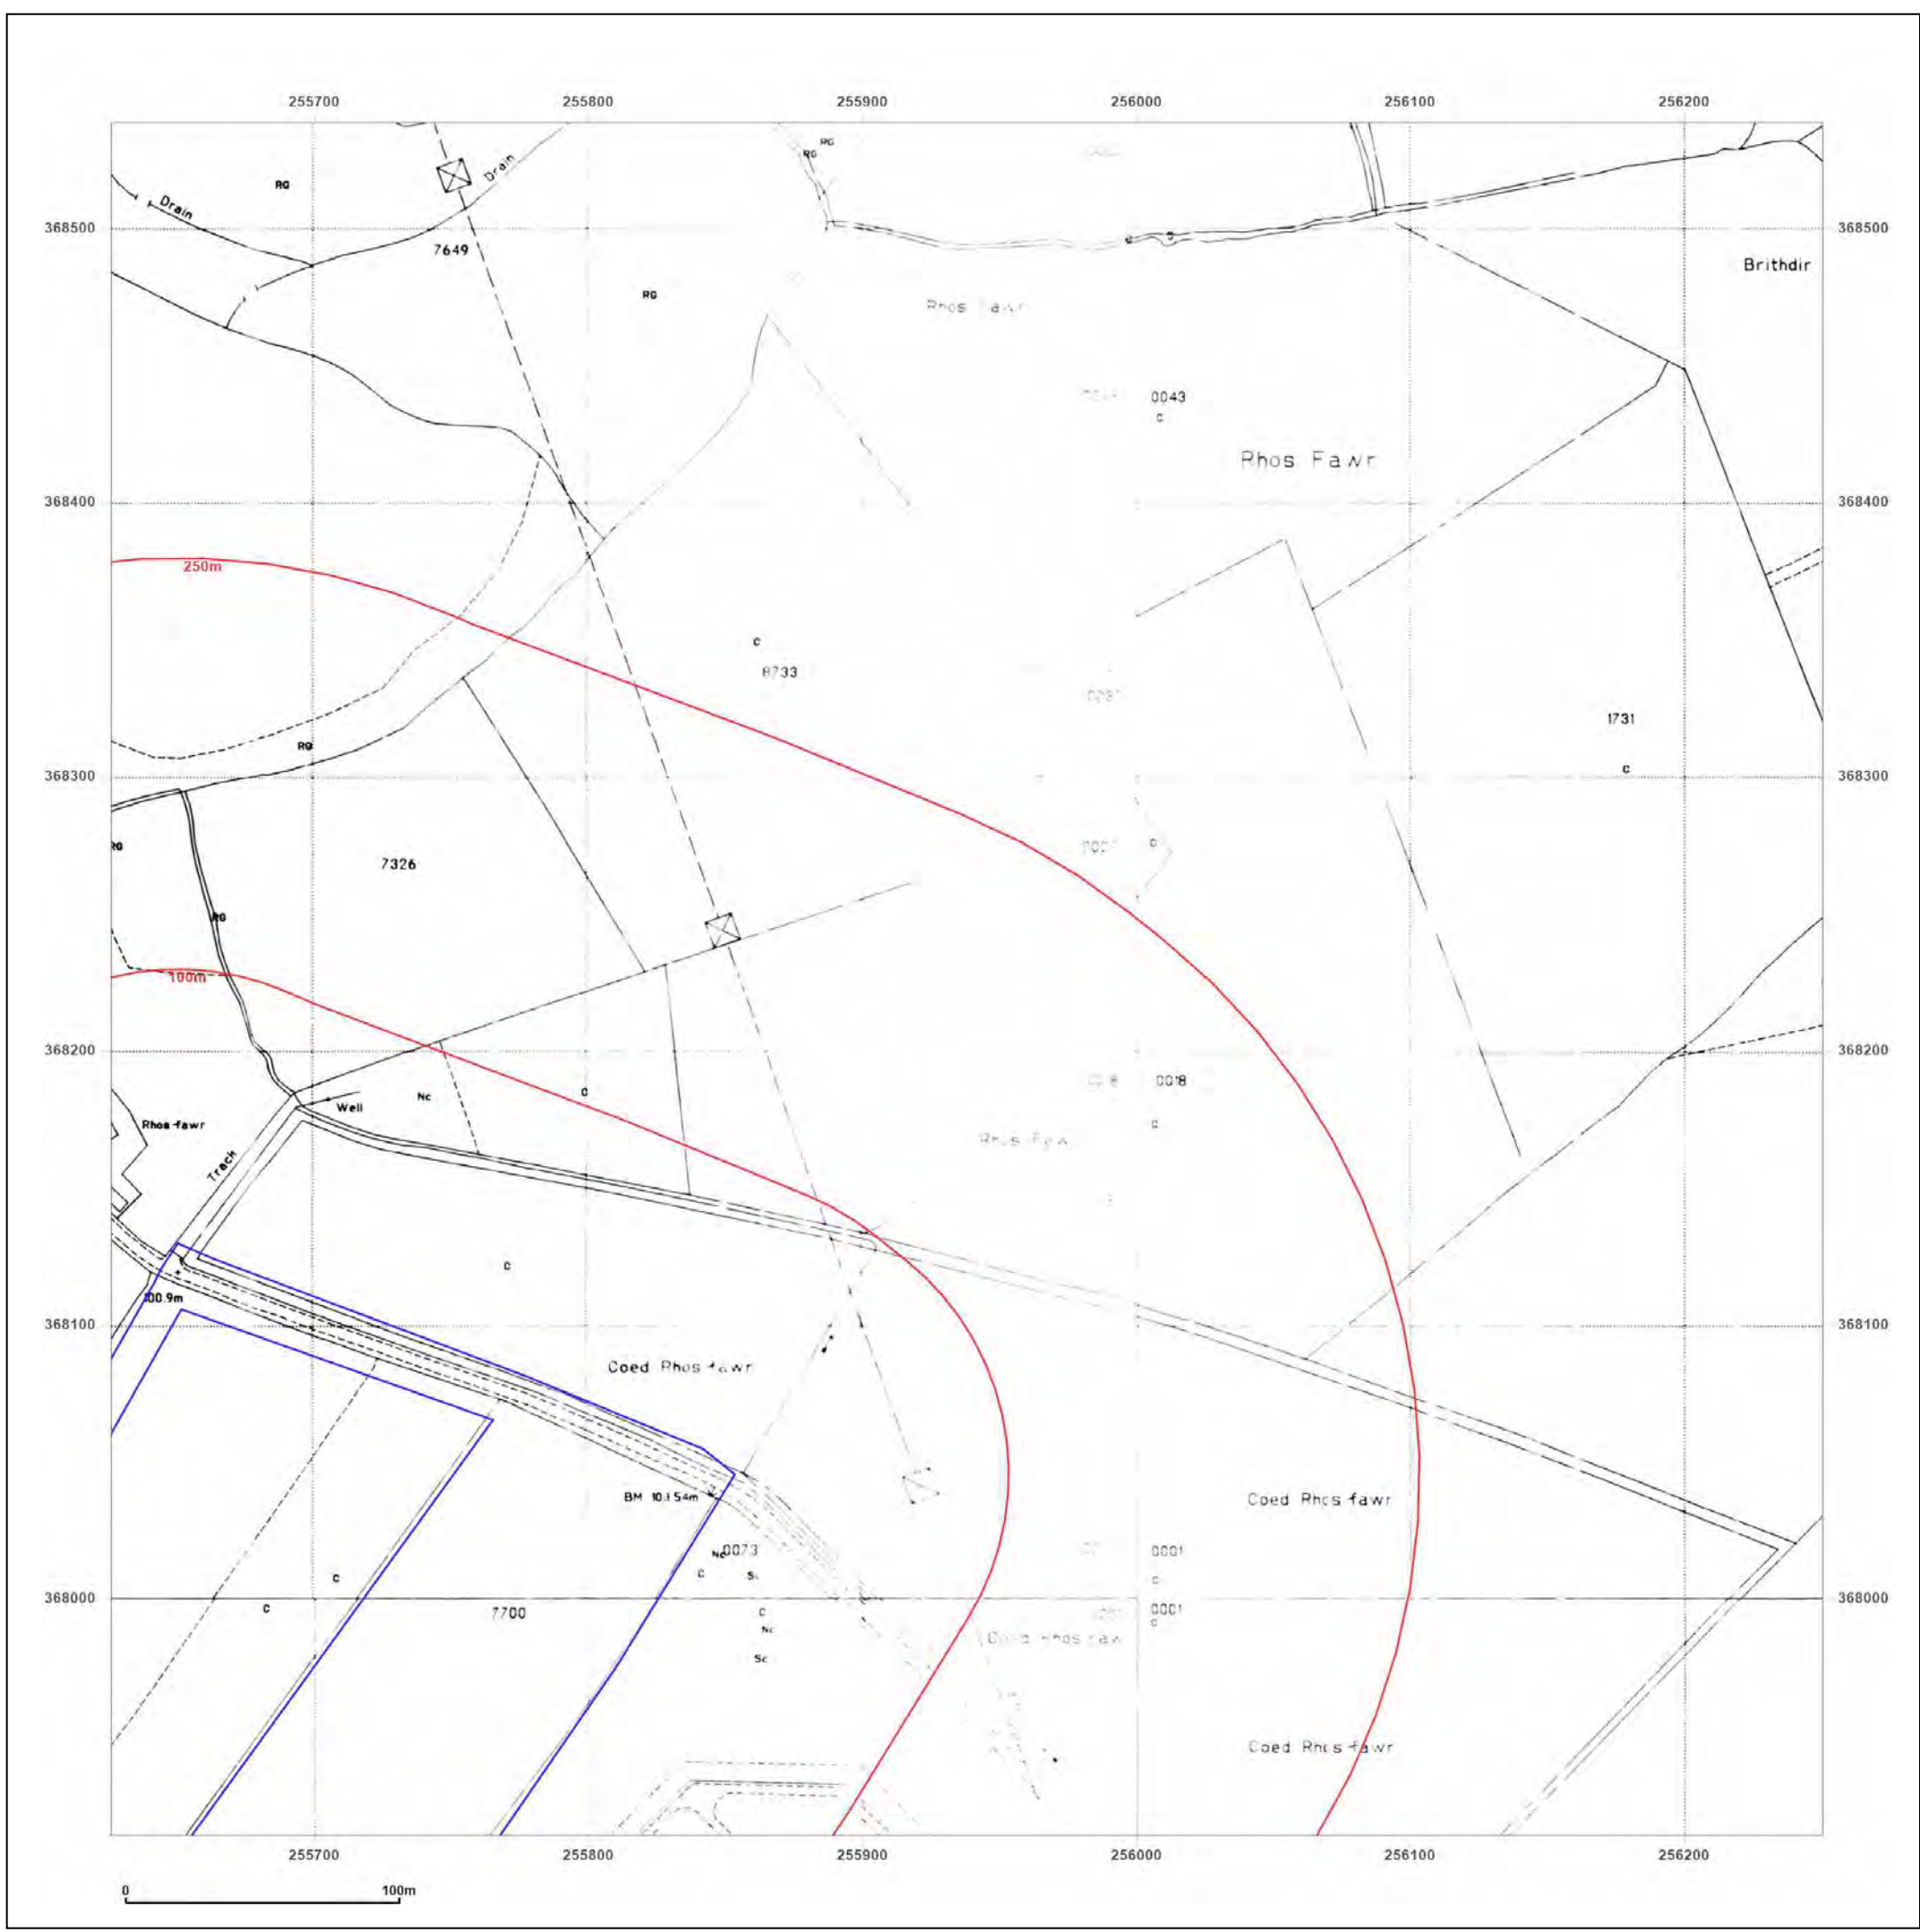 255700 255800 255900 256000 256100 256200
RG
RG
RG
Drain
Drain
368500
368500
7649
Brithdir
RG
Rhos Fawr
0043
C
Rhos Fawr
368400
368400
250m
C
8733
1731
RG
C
368300
368300
RG
7326
C
RG
100m
368200
368200
0018
C
Nc
Well
Rhos-fawr
C
Track
C
100.9m
368100
368100
Coed Rhos-fawr
BM 101.54m
Coed Rhos-fawr
Nc
0073
0001
C
C
Sc
368000
368000
C
7700
C
0001
C
Nc
Sc
Coed Rhos-fawr
255700 255800 255900 256000 256100 256200
0 100m